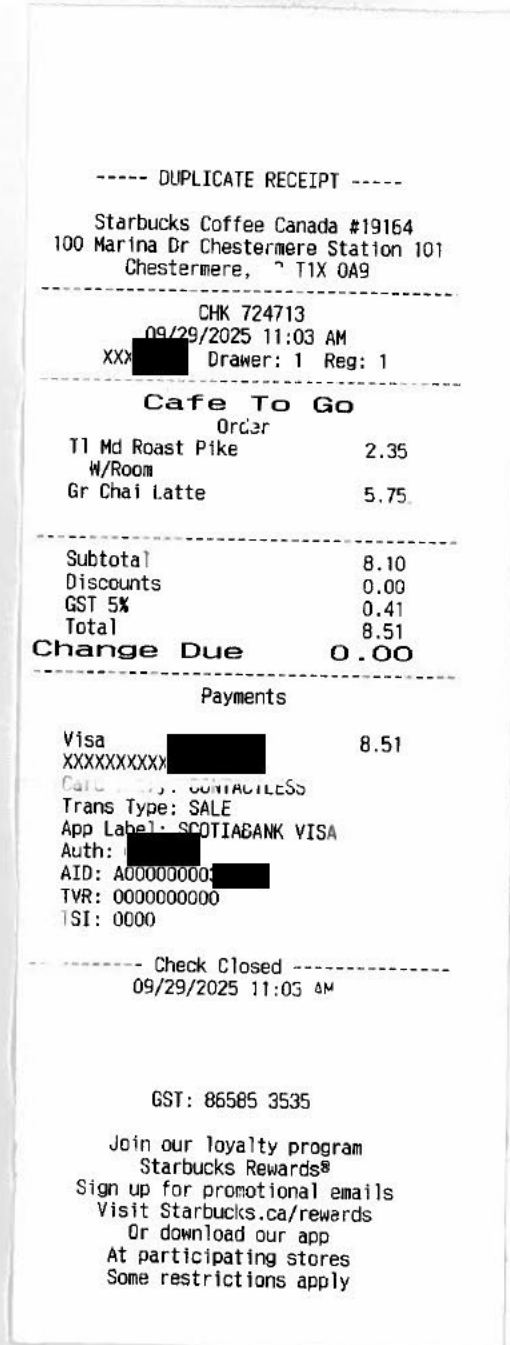 ----- DUPLICATE RECEIPT -----
Starbucks Coffee Canada #19164
100 Marina Dr Chestermere Station 101
Chestermere, T1X 0A9
CHK 724713
09/29/2025 11:03 AM
XXX Drawer: 1 Reg: 1
Cafe To Go
Order
Tl Md Roast Pike 2.35
W/Room
Gr Chai Latte 5.75
Subtotal 8.10
Discounts 0.00
GST 5% 0.41
Total 8.51
Change Due 0.00
Payments
Visa 8.51
XXXXXXXXXX
CONTACTLESS
Trans Type: SALE
App Label: SCOTIABANK VISA
Auth:
AID: A000000003
TVR: 0000000000
TSI: 0000
-------- Check Closed ---------------
09/29/2025 11:03 AM
GST: 86585 3535
Join our loyalty program
Starbucks Rewards®
Sign up for promotional emails
Visit Starbucks.ca/rewards
Or download our app
At participating stores
Some restrictions apply